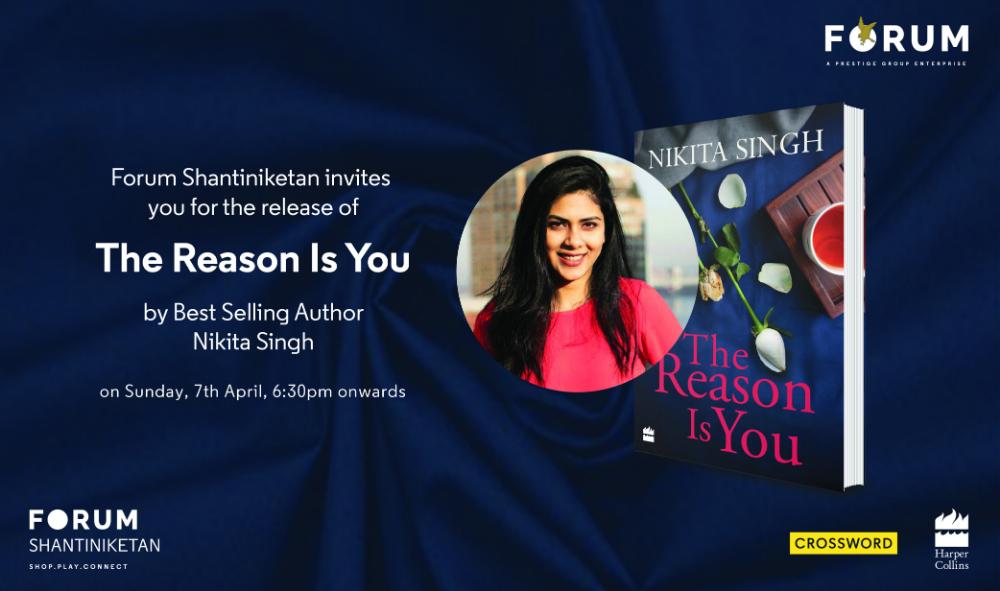 FORUM
A PRESTIGE GROUP ENTERPRISE
Forum Shantiniketan invites
you for the release of
The Reason Is You
by Best Selling Author
Nikita Singh
on Sunday, 7th April, 6:30pm onwards
NIKITA SINGH
The
Reason
Is You
FORUM
SHANTINIKETAN
SHOP.PLAY.CONNECT
CROSSWORD
Harper
Collins